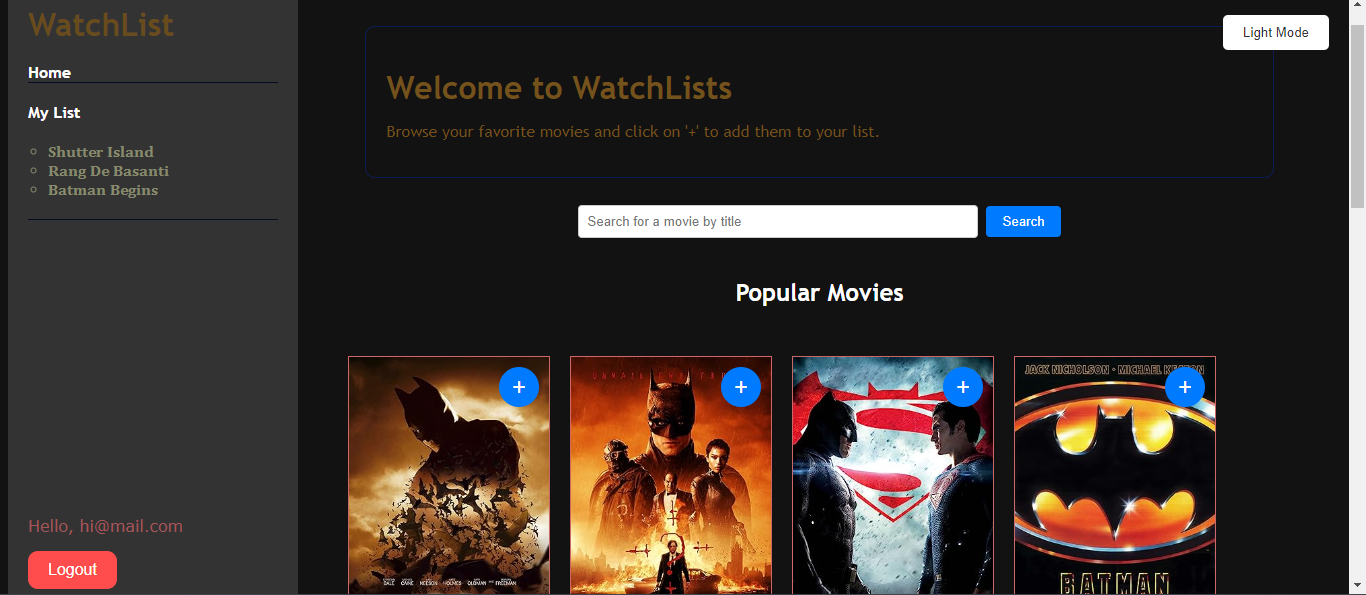 WatchList
Home
My List
Shutter Island
Rang De Basanti
Batman Begins
Hello, hi@mail.com
Logout
Light Mode
Welcome to WatchLists
Browse your favorite movies and click on '+' to add them to your list.
Search for a movie by title
Search
Popular Movies
+
+
+
+
JACK NICHOLSON · MICHAEL
BATMAN